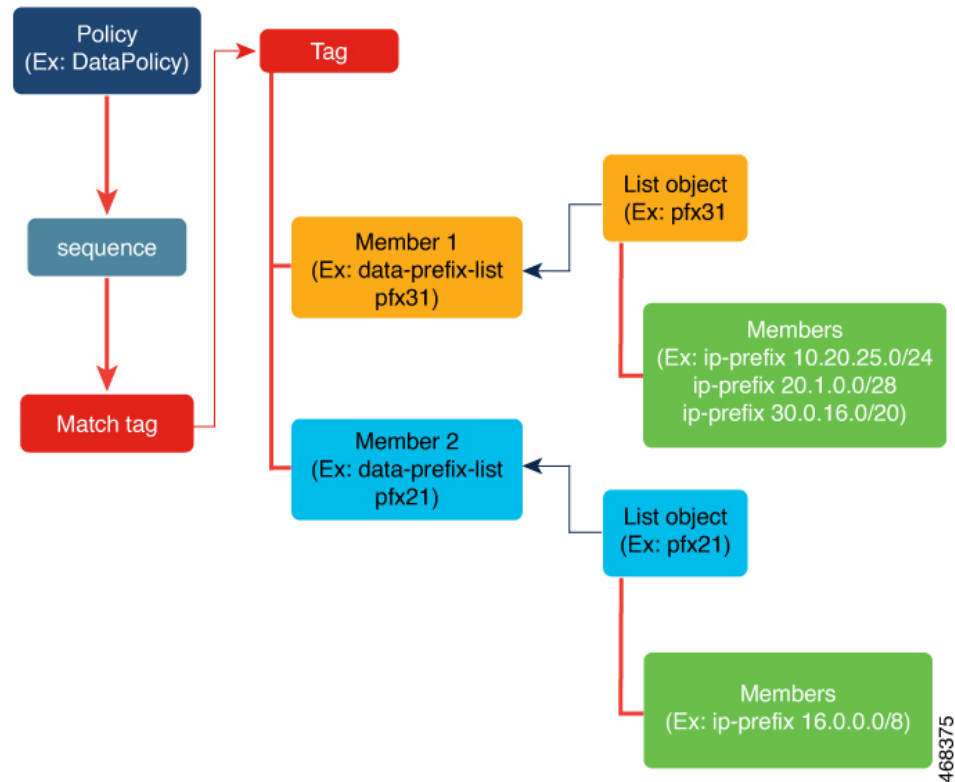 Policy
(Ex: DataPolicy)
sequence
Match tag
Tag
Member 1
(Ex: data-prefix-list
pfx31)
Member 2
(Ex: data-prefix-list
pfx21)
List object
(Ex: pfx31
Members
(Ex: ip-prefix 10.20.25.0/24
ip-prefix 20.1.0.0/28
ip-prefix 30.0.16.0/20)
List object
(Ex: pfx21)
Members
(Ex: ip-prefix 16.0.0.0/8)
468375